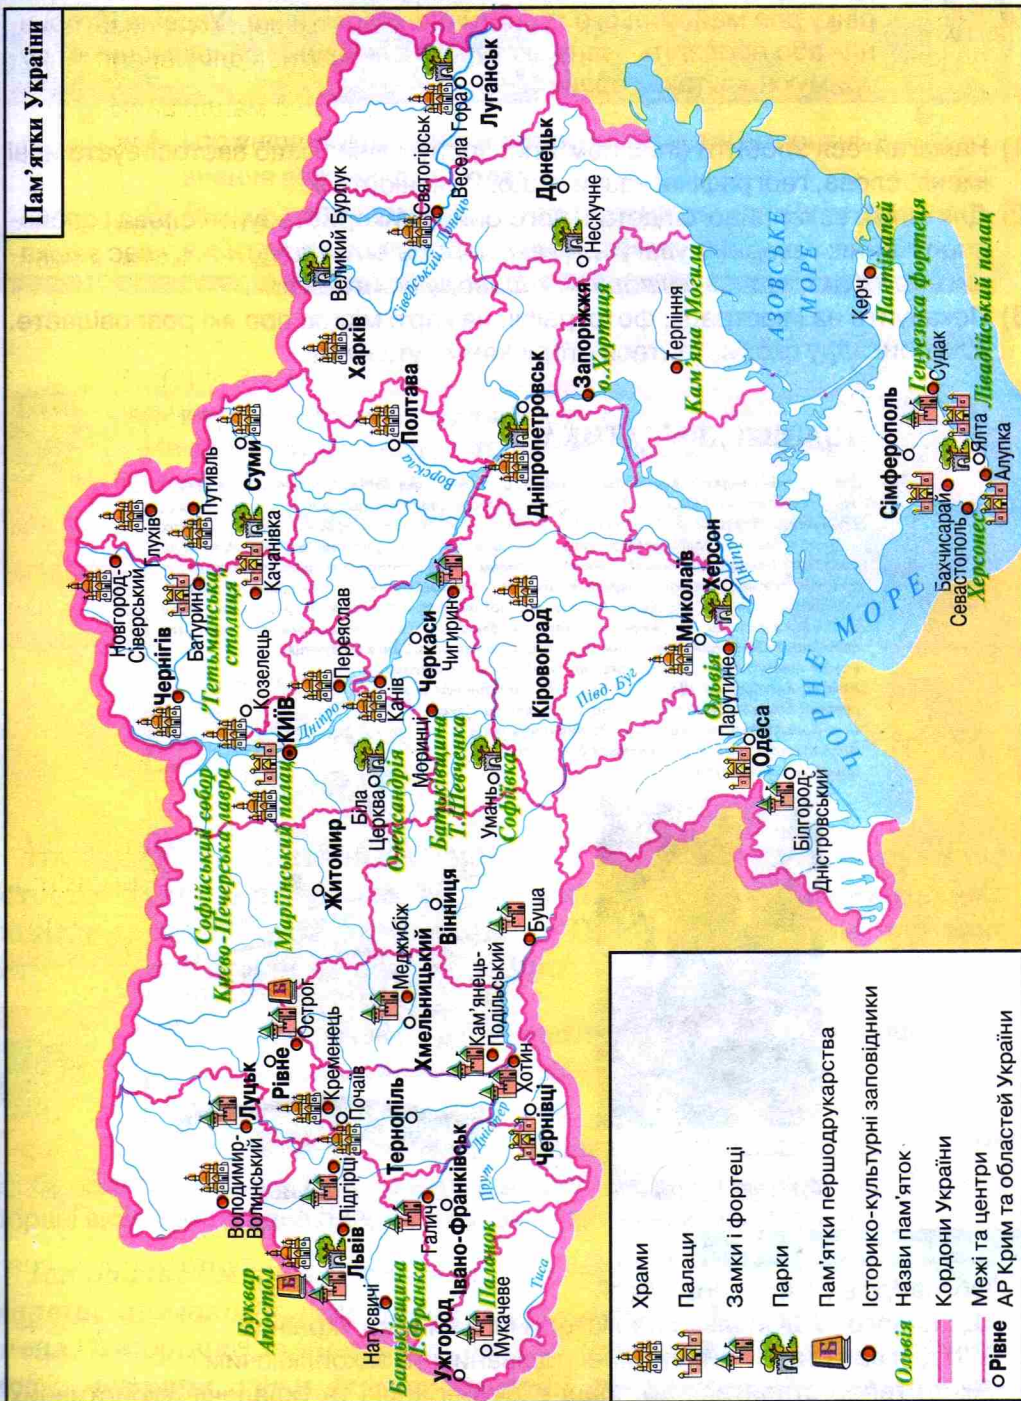 Пам'ятки України
Новгород-
Сіверський
Глухів
Путивль
Чернігів
Батурин
"Гетьманська
столиця"
Суми
Качанівка
Козелець
Софійський собор
Києво-Печерська лавра
Маріїнський палац
КИЇВ
Дніпро
Переяслав
Харків
Великий Бурлук
Сіверський Донець
Святогірськ
Весела Гора
Луганськ
Полтава
Ворскла
Володимир-
Волинський
Луцьк
Рівне
Острог
Житомир
Біла
Церква
Олександрія
Канів
Моринці
Батьківщина
Т.Шевченка
Черкаси
Чигирин
Буквар
Апостол
Львів
Підгірці
Кременець
Почаїв
Тернопіль
Хмельницький
Меджибіж
Вінниця
Нагуєвичі
Батьківщина
І.Франка
Галич
Івано-Франківськ
Ужгород
Паланок
Мукачеве
Тиса
Прут
Дністер
Чернівці
Хотин
Кам'янець-
Подільський
Буша
Умань
Софіївка
Кіровоград
Півд. Буг
Дніпропетровськ
Запоріжжя
о.Хортиця
Донецьк
Нескучне
Терпіння
Кам'яна Могила
Миколаїв
Херсон
Дніпро
Ольвія
Парутине
Одеса
Білгород-
Дністровський
ЧОРНЕ МОРЕ
АЗОВСЬКЕ
МОРЕ
Керч
Пантікапей
Генуезька фортеця
Судак
Лівадійський палац
Сімферополь
Бахчисарай
Севастополь
Херсонес
Ялта
Алупка
Храми
Палаци
Замки і фортеці
Парки
Б Пам'ятки першодрукарства
Історико-культурні заповідники
Ольвія Назви пам'яток
Кордони України
Межі та центри
Рівне АР Крим та областей України